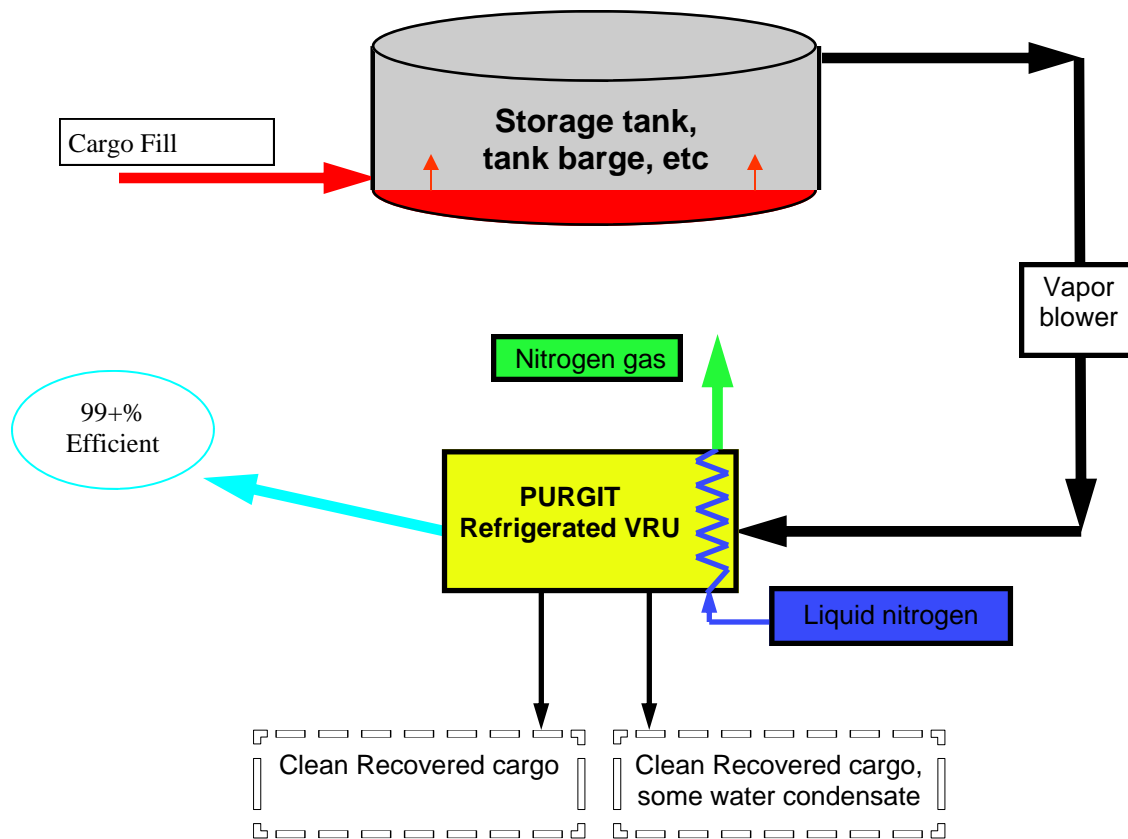 Storage tank,
tank barge, etc
Cargo Fill
Vapor
blower
Nitrogen gas
99+%
Efficient
PURGIT
Refrigerated VRU
Liquid nitrogen
Clean Recovered cargo
Clean Recovered cargo,
some water condensate